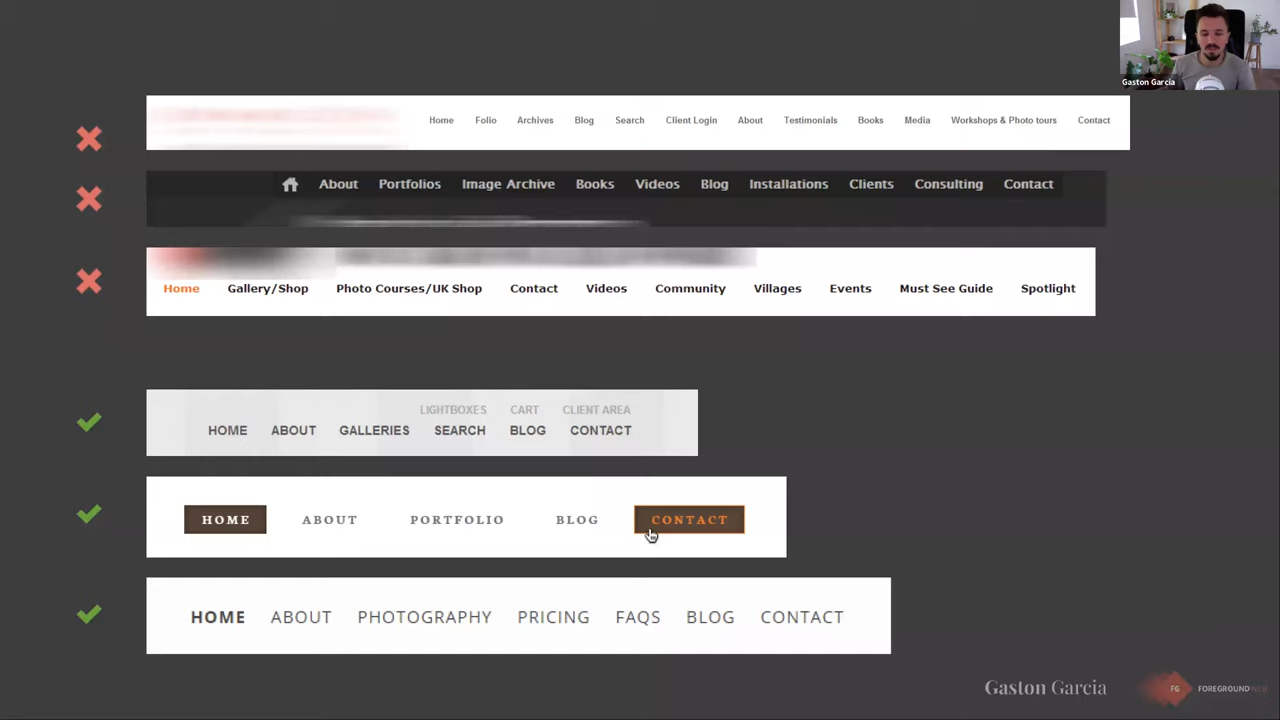 Gaston Garcia
Home Folio Archives Blog Search Client Login About Testimonials Books Media Workshops & Photo tours Contact
About Portfolios Image Archive Books Videos Blog Installations Clients Consulting Contact
Home Gallery/Shop Photo Courses/UK Shop Contact Videos Community Villages Events Must See Guide Spotlight
LIGHTBOXES CART CLIENT AREA
HOME ABOUT GALLERIES SEARCH BLOG CONTACT
HOME ABOUT PORTFOLIO BLOG CONTACT
HOME ABOUT PHOTOGRAPHY PRICING FAQS BLOG CONTACT
Gaston Garcia FG FOREGROUNDWEB